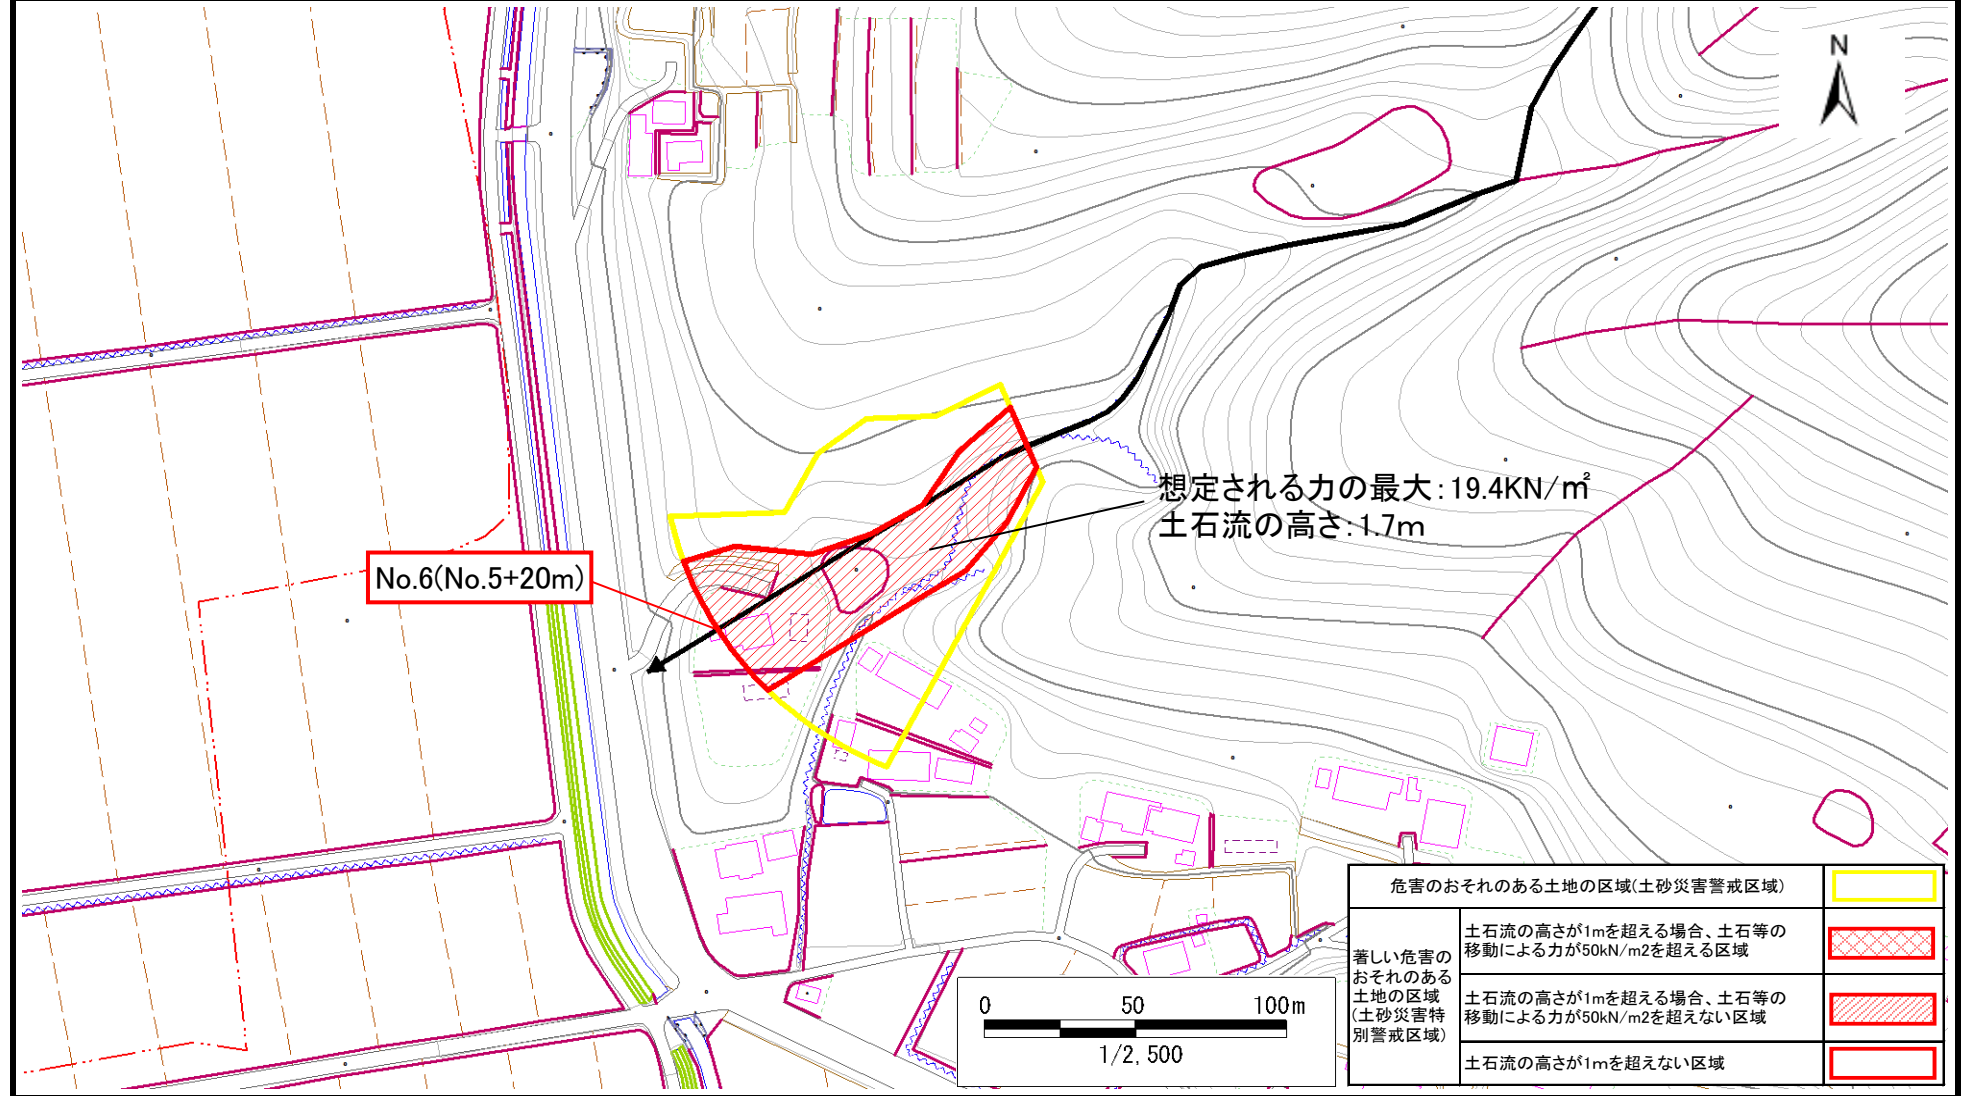 N
想定される力の最大:19.4KN/㎡
土石流の高さ:1.7m
No.6(No.5+20m)
0 50 100m
1/2,500
危害のおそれのある土地の区域(土砂災害警戒区域)
著しい危害の
おそれのある
土地の区域
(土砂災害特
別警戒区域)
土石流の高さが1mを超える場合、土石等の
移動による力が50kN/m2を超える区域
土石流の高さが1mを超える場合、土石等の
移動による力が50kN/m2を超えない区域
土石流の高さが1mを超えない区域